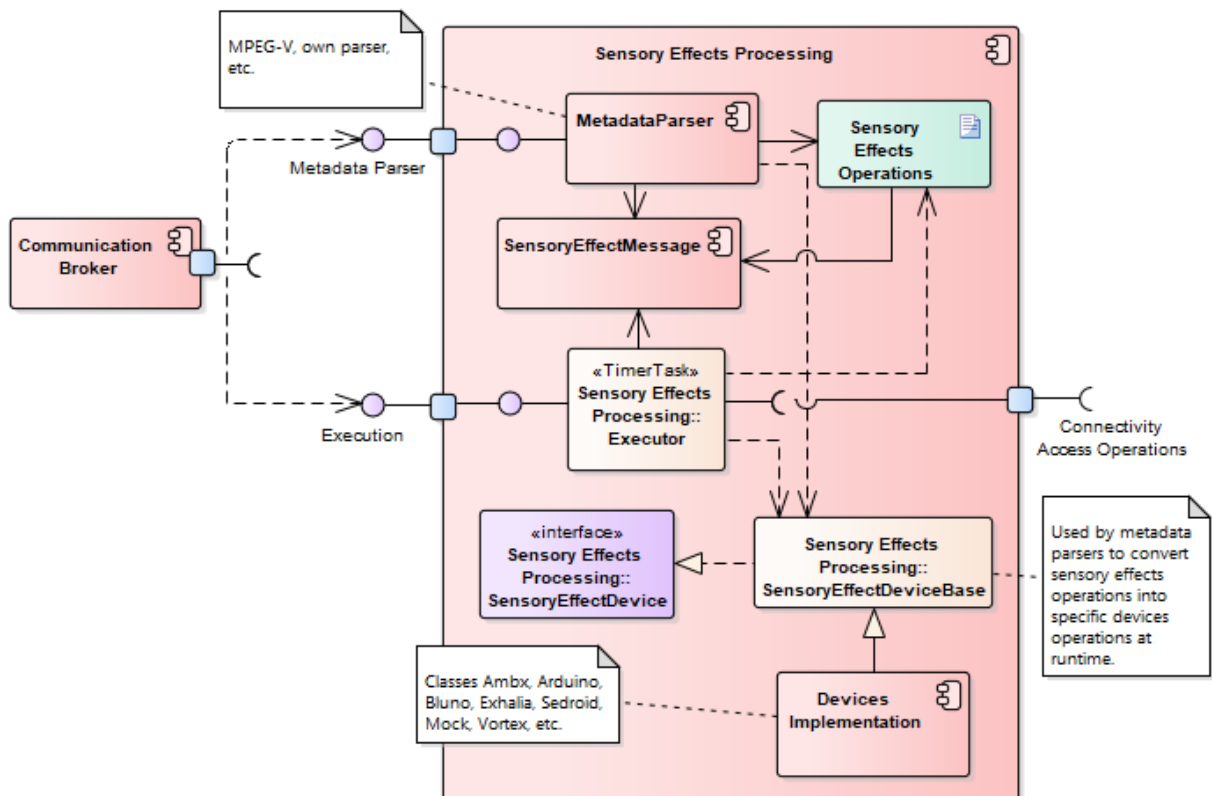 MPEG-V, own parser,
etc.
Sensory Effects Processing
MetadataParser
Sensory
Effects
Operations
Metadata Parser
Communication
Broker
SensoryEffectMessage
«TimerTask»
Sensory Effects
Processing::
Executor
Execution
Connectivity
Access Operations
«interface»
Sensory Effects
Processing::
SensoryEffectDevice
Sensory Effects
Processing::
SensoryEffectDeviceBase
Used by metadata
parsers to convert
sensory effects
operations into
specific devices
operations at
runtime.
Classes Ambx, Arduino,
Bluno, Exhalia, Sedroid,
Mock, Vortex, etc.
Devices
Implementation